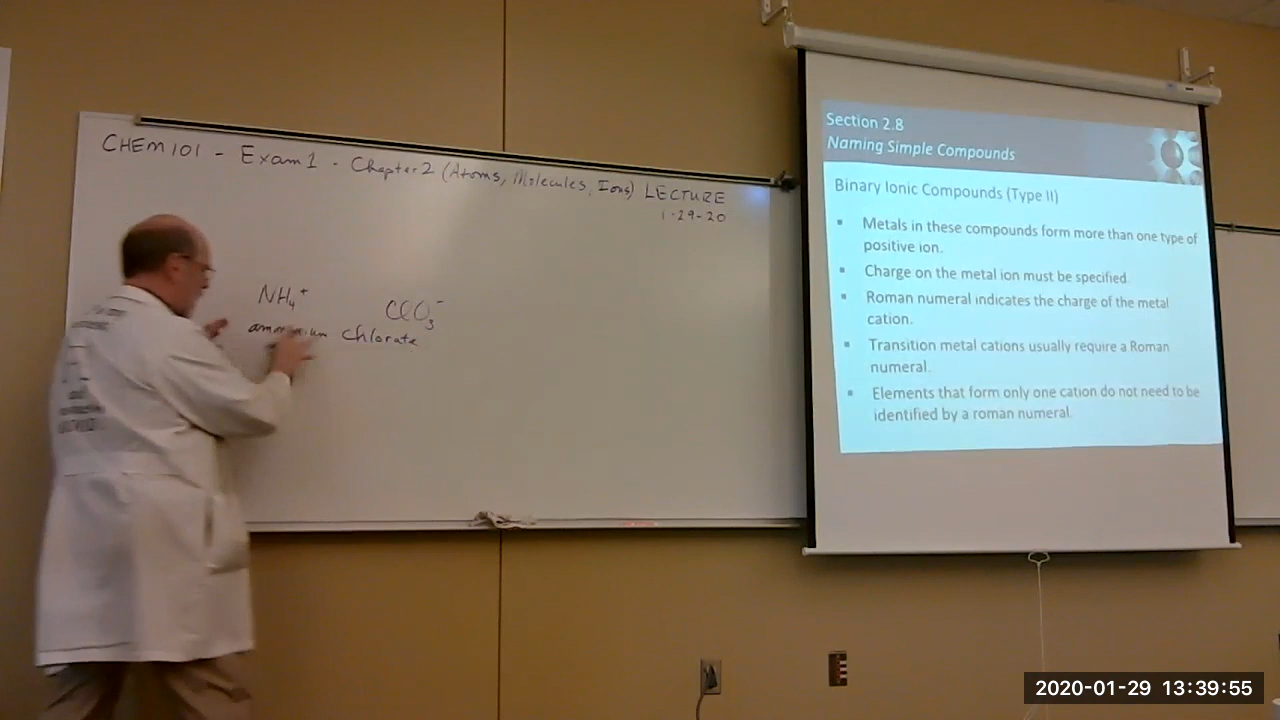 CHEM 101 - Exam 1 - Chapter 2 (Atoms, Molecules, Ions) LECTURE
1-29-20
NH4+ ClO3-
ammonium chlorate
Section 2.8
Naming Simple Compounds
Binary Ionic Compounds (Type II)
▪ Metals in these compounds form more than one type of
positive ion.
▪ Charge on the metal ion must be specified.
▪ Roman numeral indicates the charge of the metal
cation.
▪ Transition metal cations usually require a Roman
numeral.
▪ Elements that form only one cation do not need to be
identified by a roman numeral.
2020-01-29 13:39:55